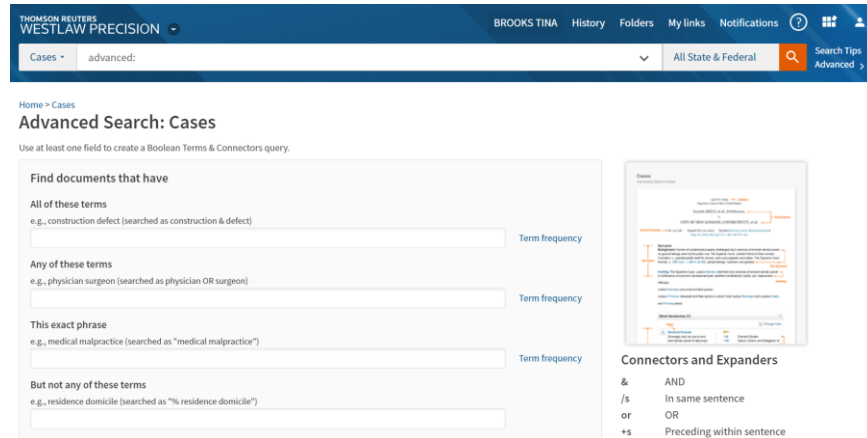 THOMSON REUTERS
WESTLAW PRECISION
BROOKS TINA History Folders My links Notifications ?
Cases advanced: All State & Federal Search Tips
Advanced >
Home > Cases
Advanced Search: Cases
Use at least one field to create a Boolean Terms & Connectors query.
Find documents that have
All of these terms
e.g., construction defect (searched as construction & defect)
Term frequency
Any of these terms
e.g., physician surgeon (searched as physician OR surgeon)
Term frequency
This exact phrase
e.g., medical malpractice (searched as "medical malpractice")
Term frequency
But not any of these terms
e.g., residence domicile (searched as "% residence domicile")
Cases
Connectors and Expanders
& AND
/s In same sentence
or OR
+s Preceding within sentence